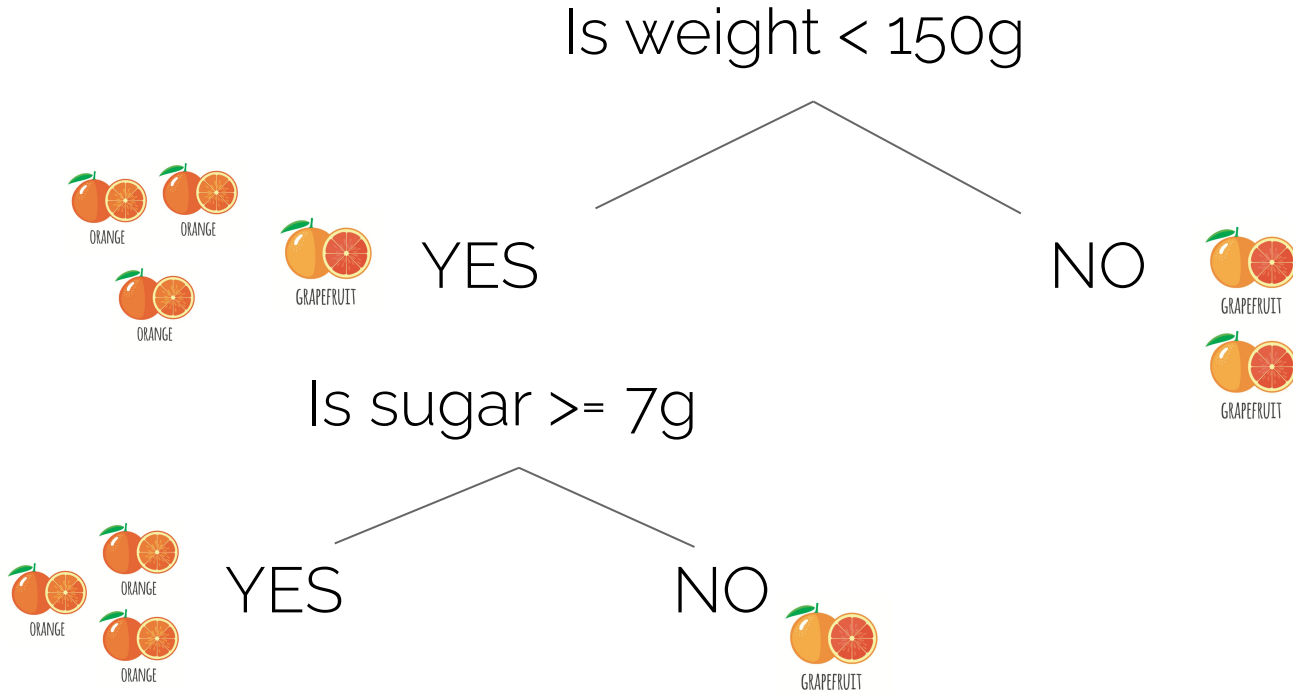 Is weight < 150g
ORANGE
ORANGE
ORANGE
GRAPEFRUIT
YES
NO
GRAPEFRUIT
GRAPEFRUIT
Is sugar >= 7g
ORANGE
ORANGE
ORANGE
YES
NO
GRAPEFRUIT